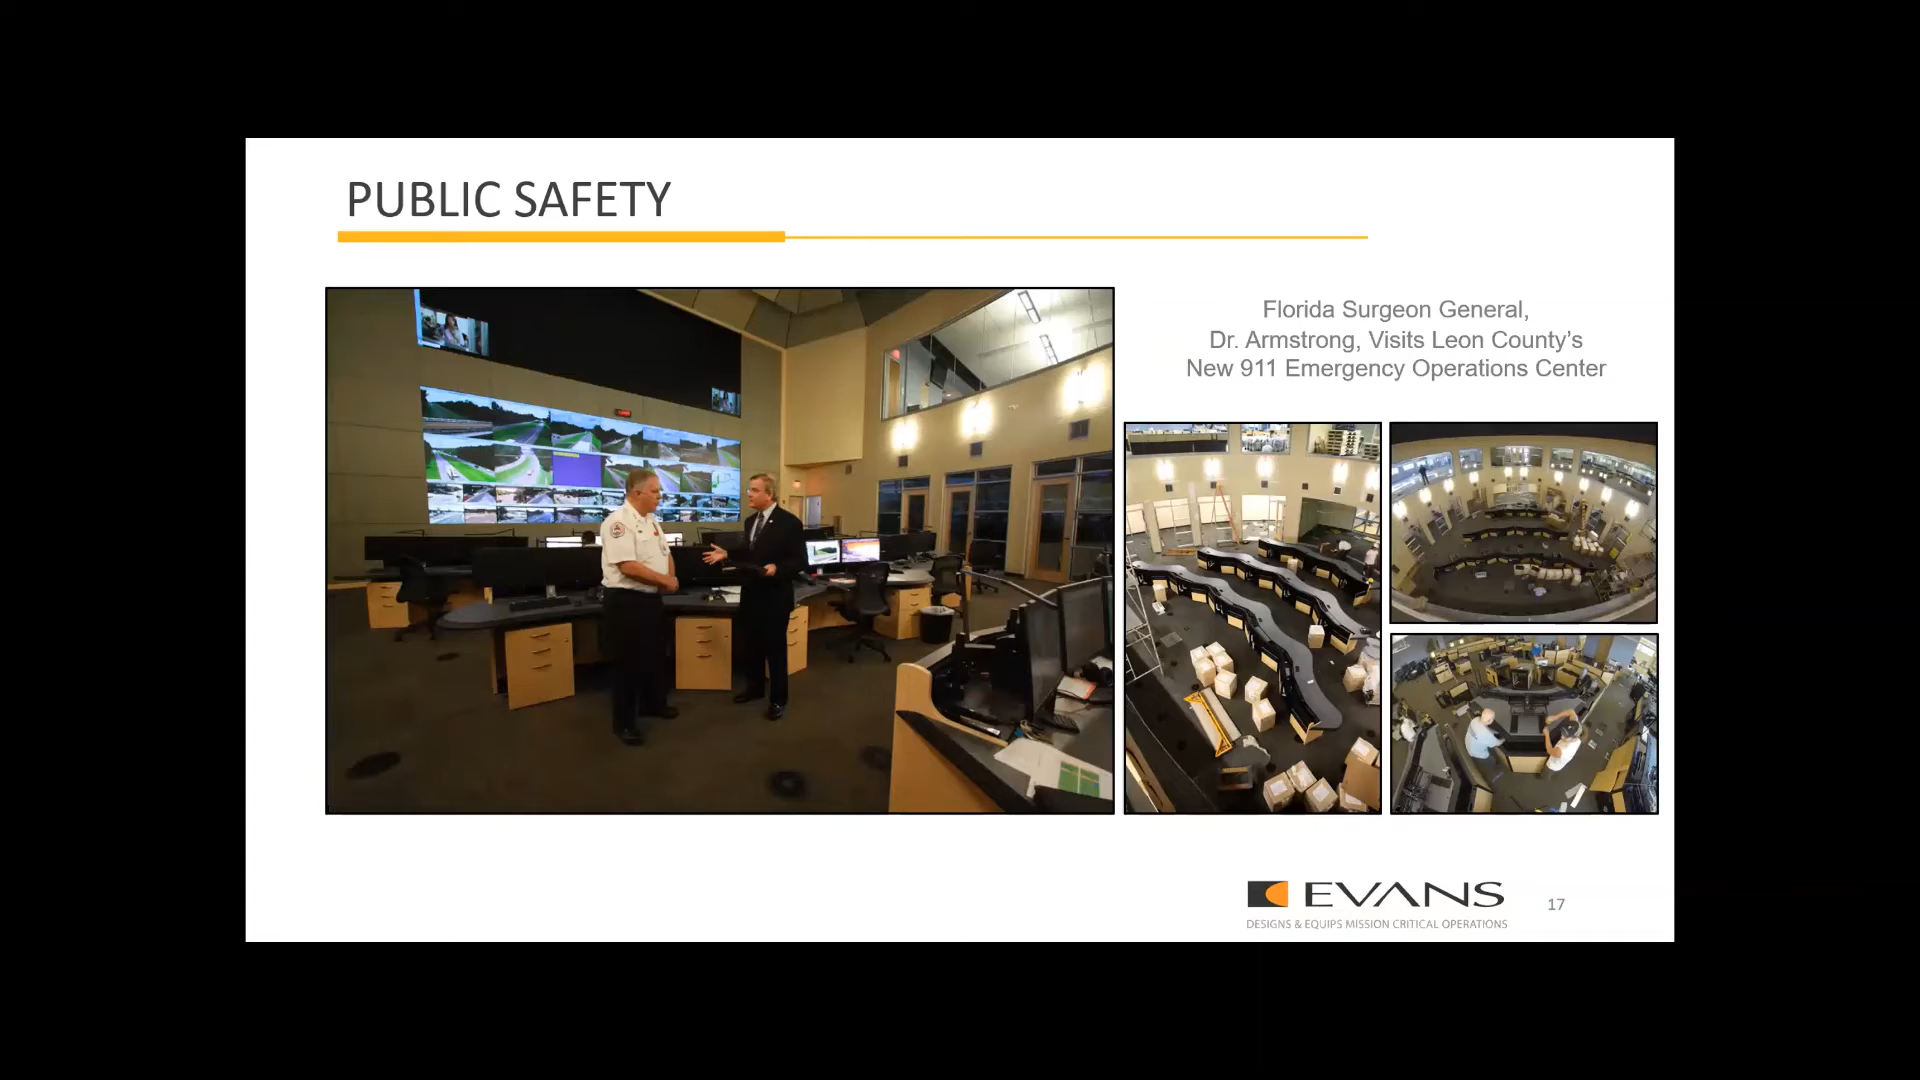 PUBLIC SAFETY
Florida Surgeon General,
Dr. Armstrong, Visits Leon County’s
New 911 Emergency Operations Center
EVANS
DESIGNS & EQUIPS MISSION CRITICAL OPERATIONS
17